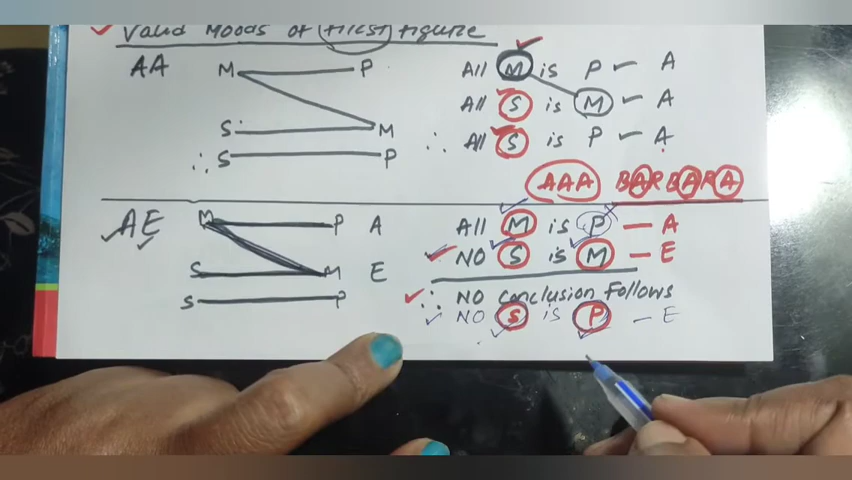 Valid Moods of first figure
AA M P All M is P A
All S is M A
S M
∴ S P ∴ All S is P A
AAA BARBARA
AE M P A All M is P — A
S M E NO S is M — E
S P ∴ NO conclusion Follows
NO S is P — E